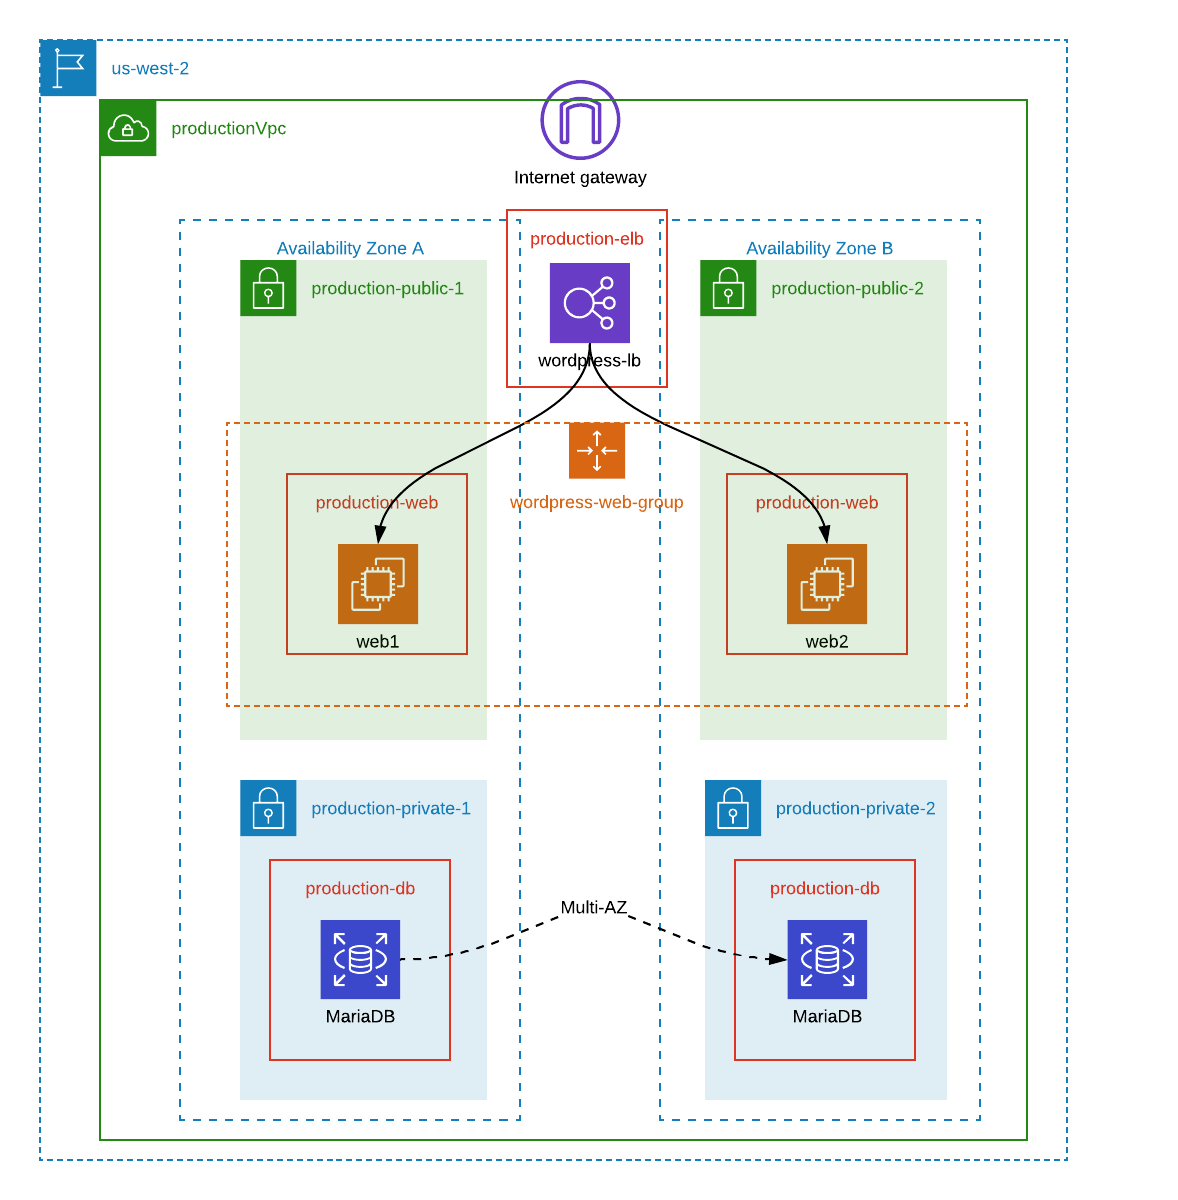 us-west-2
productionVpc
Internet gateway
production-elb
Availability Zone A
Availability Zone B
production-public-1
production-public-2
wordpress-lb
production-web
wordpress-web-group
production-web
web1
web2
production-private-1
production-private-2
production-db
production-db
Multi-AZ
MariaDB
MariaDB